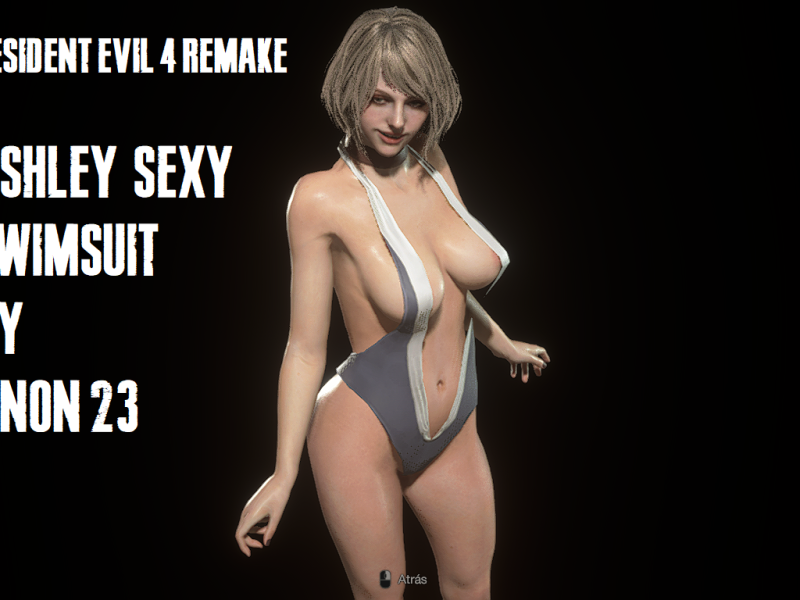 ESIDENT EVIL 4 REMAKE
SHLEY SEXY
WIMSUIT
Y
NON 23
Atrás